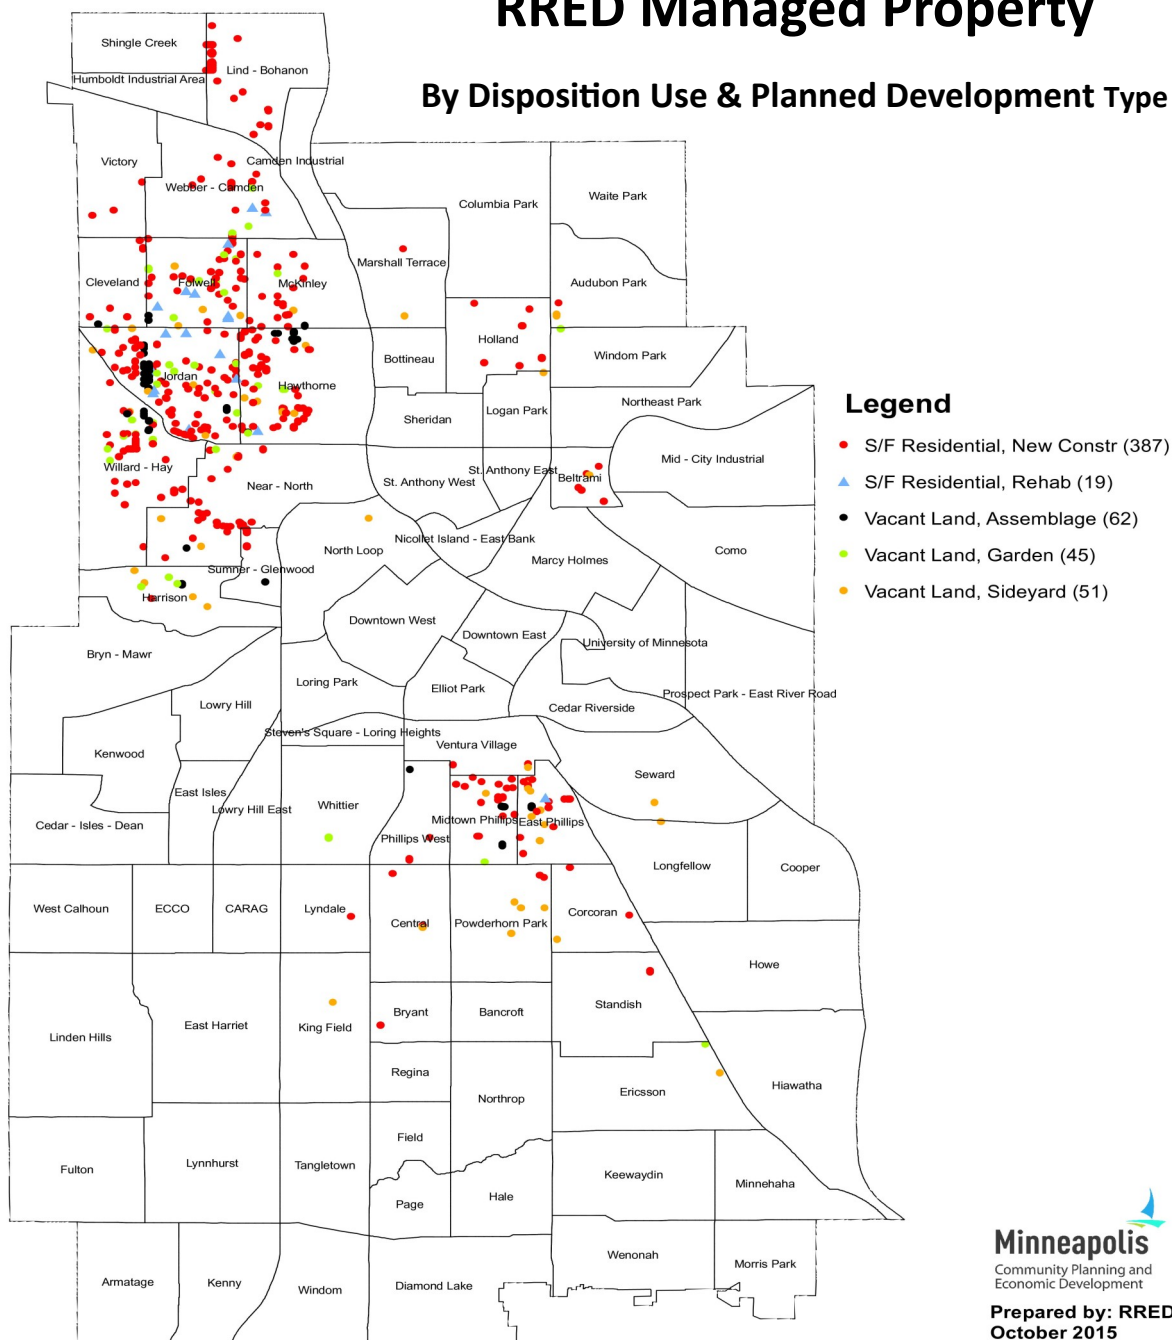 RRED Managed Property
By Disposition Use & Planned Development Type
Shingle Creek
Lind - Bohanon
Humboldt Industrial Area
Victory
Camden Industrial
Webber - Camden
Columbia Park
Waite Park
Marshall Terrace
Cleveland
Folwell
McKinley
Audubon Park
Holland
Bottineau
Windom Park
Jordan
Hawthorne
Sheridan
Logan Park
Northeast Park
Legend
S/F Residential, New Constr (387)
S/F Residential, Rehab (19)
Vacant Land, Assemblage (62)
Vacant Land, Garden (45)
Vacant Land, Sideyard (51)
Willard - Hay
Near - North
St. Anthony West
St. Anthony East
Beltrami
Mid - City Industrial
North Loop
Nicollet Island - East Bank
Marcy Holmes
Como
Sumner - Glenwood
Harrison
Downtown West
Downtown East
University of Minnesota
Bryn - Mawr
Loring Park
Elliot Park
Prospect Park - East River Road
Lowry Hill
Cedar Riverside
Steven's Square - Loring Heights
Ventura Village
Kenwood
Seward
East Isles
Lowry Hill East
Whittier
Cedar - Isles - Dean
Midtown Phillips
East Phillips
Phillips West
Longfellow
Cooper
West Calhoun
ECCO
CARAG
Lyndale
Central
Powderhorn Park
Corcoran
Howe
Standish
Linden Hills
East Harriet
King Field
Bryant
Bancroft
Regina
Northrop
Ericsson
Hiawatha
Field
Fulton
Lynnhurst
Tangletown
Keewaydin
Minnehaha
Page
Hale
Wenonah
Morris Park
Armatage
Kenny
Windom
Diamond Lake
Minneapolis
Community Planning and
Economic Development
Prepared by: RRED
October 2015